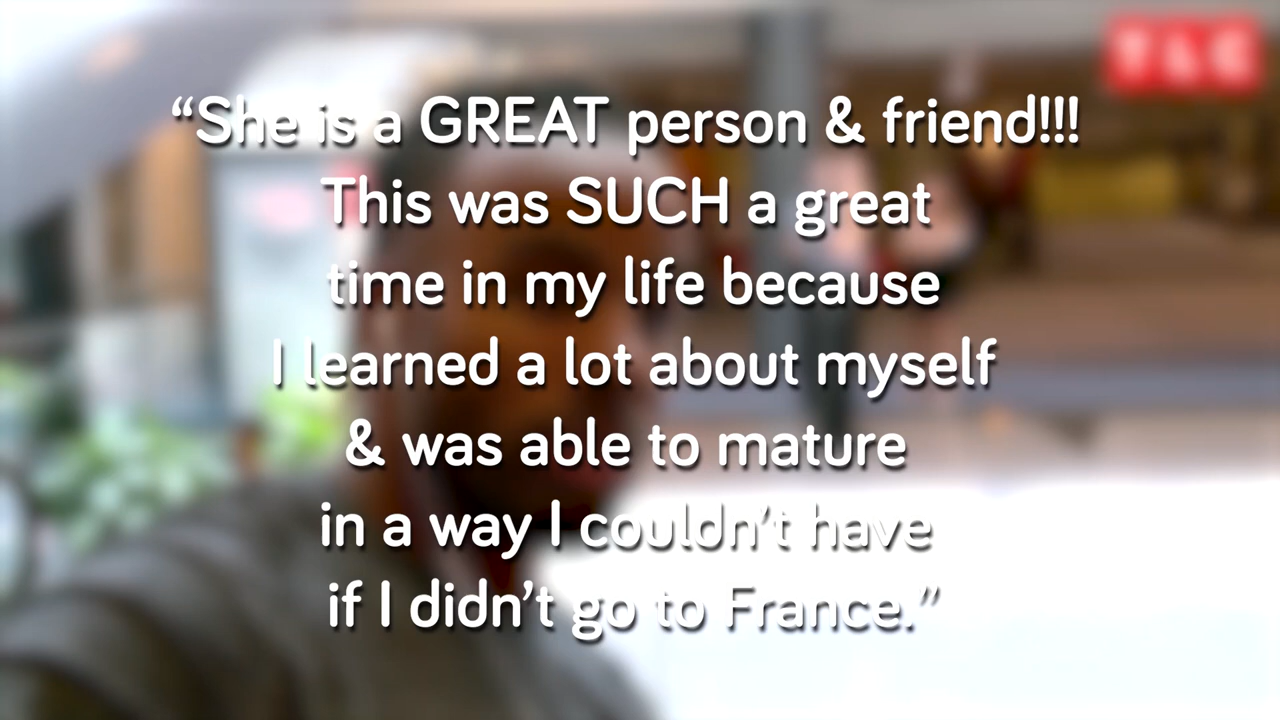 TLC
“She is a GREAT person & friend!!!
This was SUCH a great
time in my life because
I learned a lot about myself
& was able to mature
in a way I couldn’t have
if I didn’t go to France.”